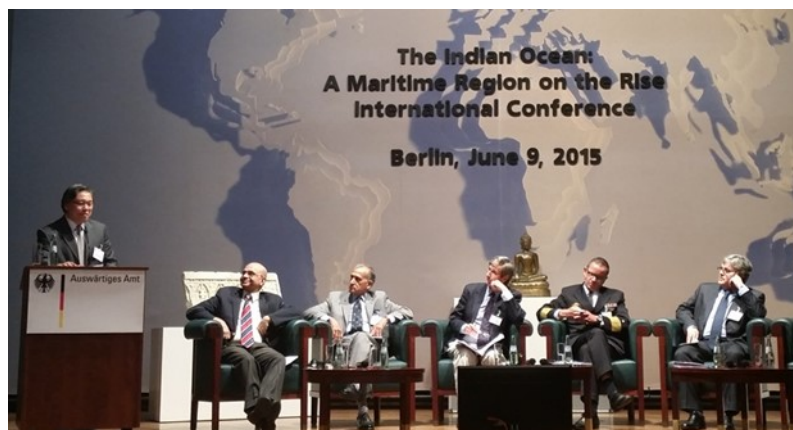 The Indian Ocean:
A Maritime Region on the Rise
International Conference
Berlin, June 9, 2015
Auswärtiges Amt